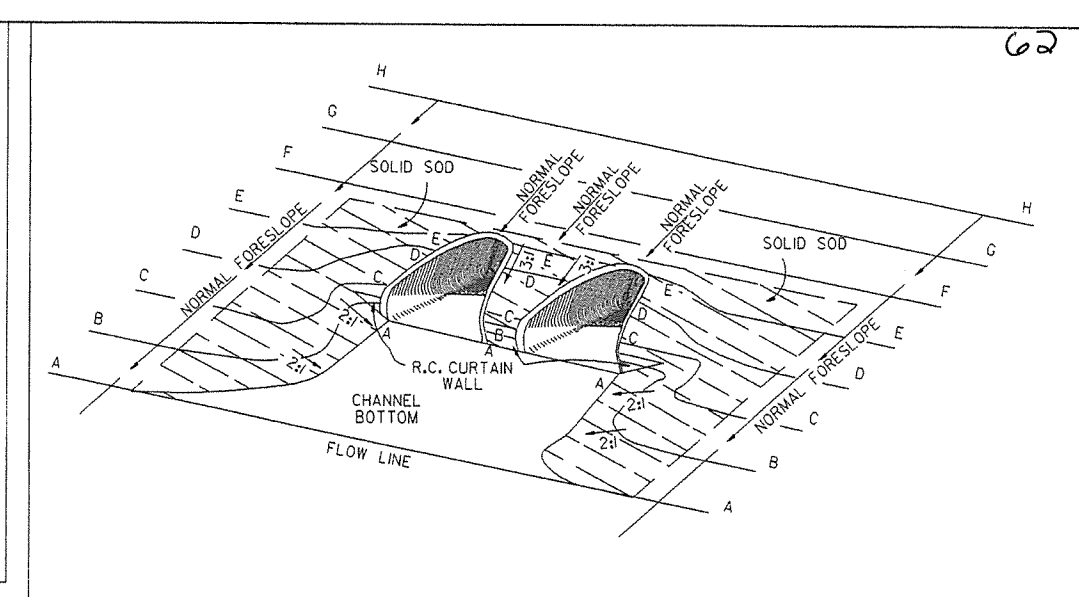 62
H
G
F
SOLID SOD
NORMAL
FORESLOPE
NORMAL
FORESLOPE
NORMAL
FORESLOPE
H
E
D
NORMAL FORESLOPE
E
D
3:1
E
D
3:1
E
SOLID SOD
G
C
C
C
D
F
B
2:1
A
A
B
C
E
A
2:1
R.C. CURTAIN
WALL
A
2:1
NORMAL FORESLOPE
D
CHANNEL
BOTTOM
2:1
C
FLOW LINE
B
A